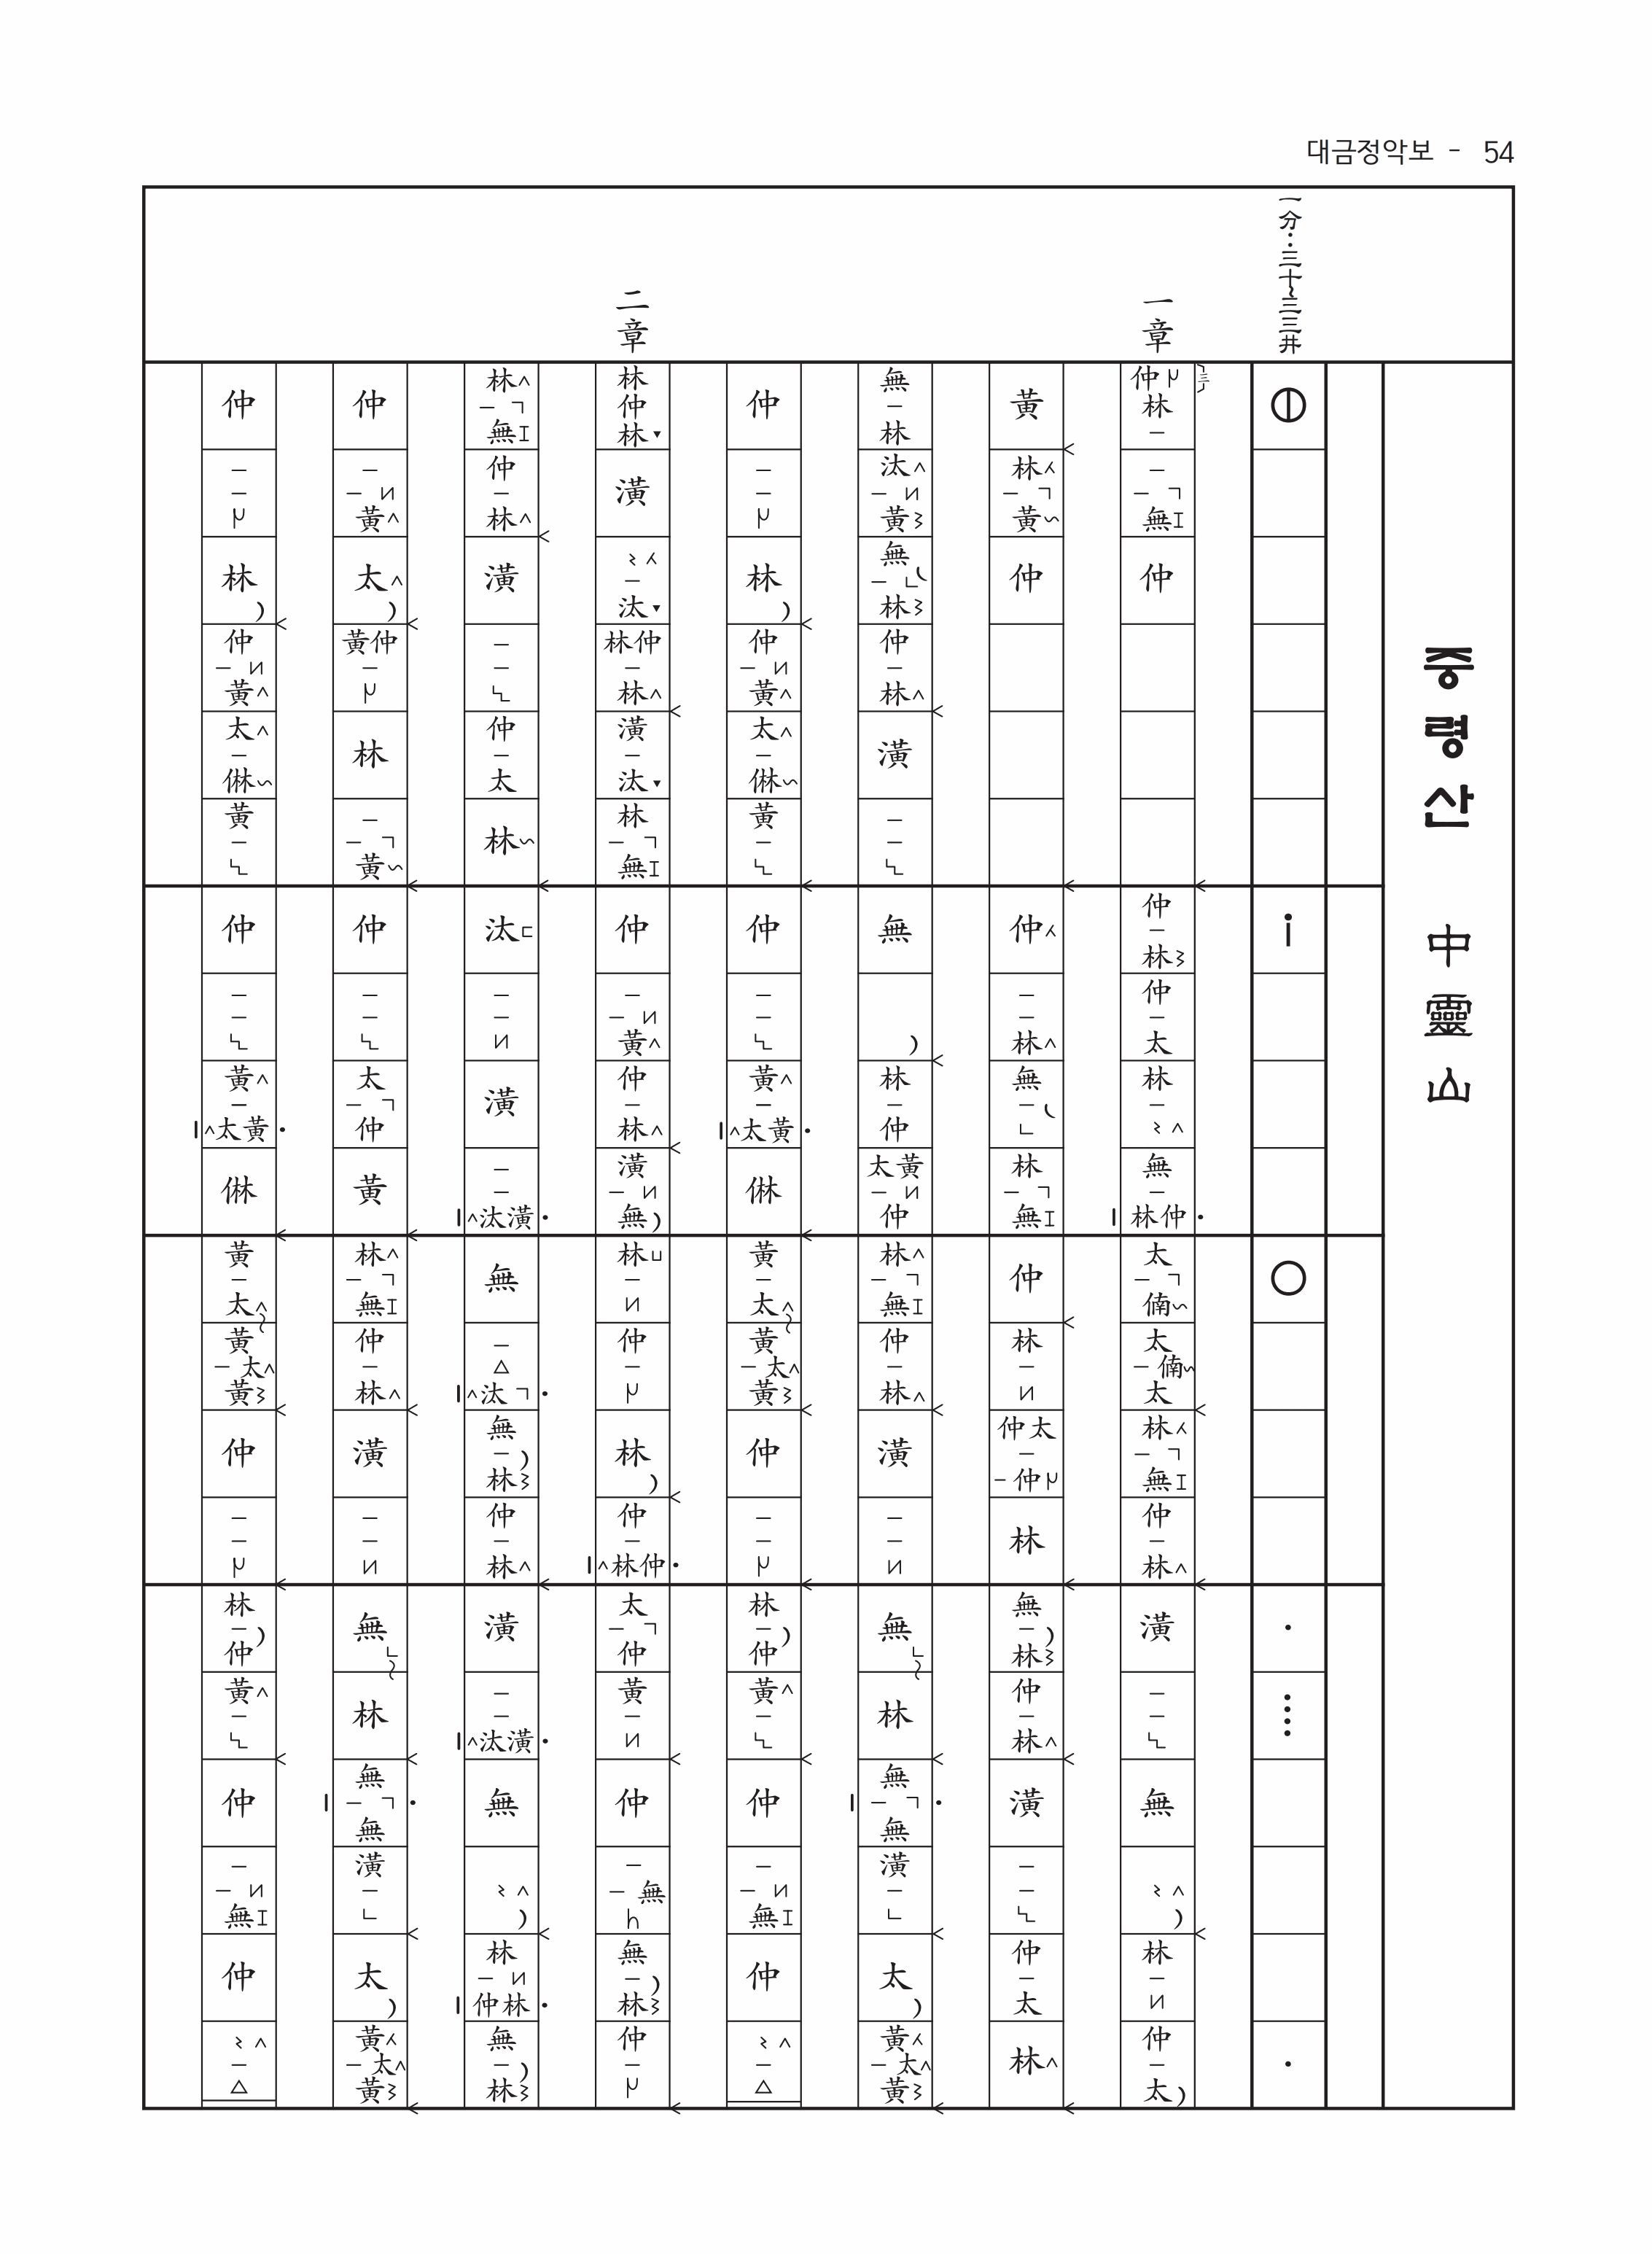 대금정악보 - 54
중령산 中靈山
一分‥三十~三三井
一章
仲 林 - - - 無 仲 仲 - 林 仲 - 太 林 - 無 - 林仲 太 - 㑲 太 - 㑲 太 林 - 無 仲 - 林 潢 - - 無 林 - 仲 - 太
黃 林 - 黃 仲 仲 - - 林 無 - 林 - 無 仲 林 - 仲太 - - 仲 林 無 - 林 仲 - 林 潢 - - 仲 - 太 林
無 - 林 汰 - 黃 無 - 林 仲 - 林 潢 - - 無 林 - 仲 太黃 - 仲 林 - 無 仲 - 林 潢 - - 無 林 無 - 無 潢 - 太 黃 - 太 黃
仲 - - 林 仲 - 黃 太 - 㑣 黃 - 仲 - - 黃 - 太黃 㑣 黃 - 太 黃 - 太 黃 仲 - - 林 - 仲 黃 - 仲 - - 無 仲 -
二章
林 仲 林 潢 - 汰 林仲 - 林 潢 - 汰 林 - 無 仲 - - 黃 仲 - 林 潢 - 無 林 - 仲 - 林 仲 - 林仲 太 - 仲 黃 - 仲 - - 無 無 - 林 仲 -
林 - 無 仲 - 林 潢 - - 仲 - 太 林 汰 - - 潢 - - 汰潢 無 - △ 汰 無 - 林 仲 - 林 潢 - - 汰潢 無 林 - 仲林 無 - 林
仲 - - 黃 太 黃仲 - 林 - - 黃 仲 - - 太 - 仲 黃 林 - 無 仲 - 林 潢 - - 無 林 無 - 無 潢 - 太 黃 - 太 黃
仲 - - 林 仲 - 黃 太 - 㑣 黃 - 仲 - - 黃 - 太黃 㑣 黃 - 太 黃 - 太 黃 仲 - - 林 - 仲 黃 - 仲 - - 無 仲 -